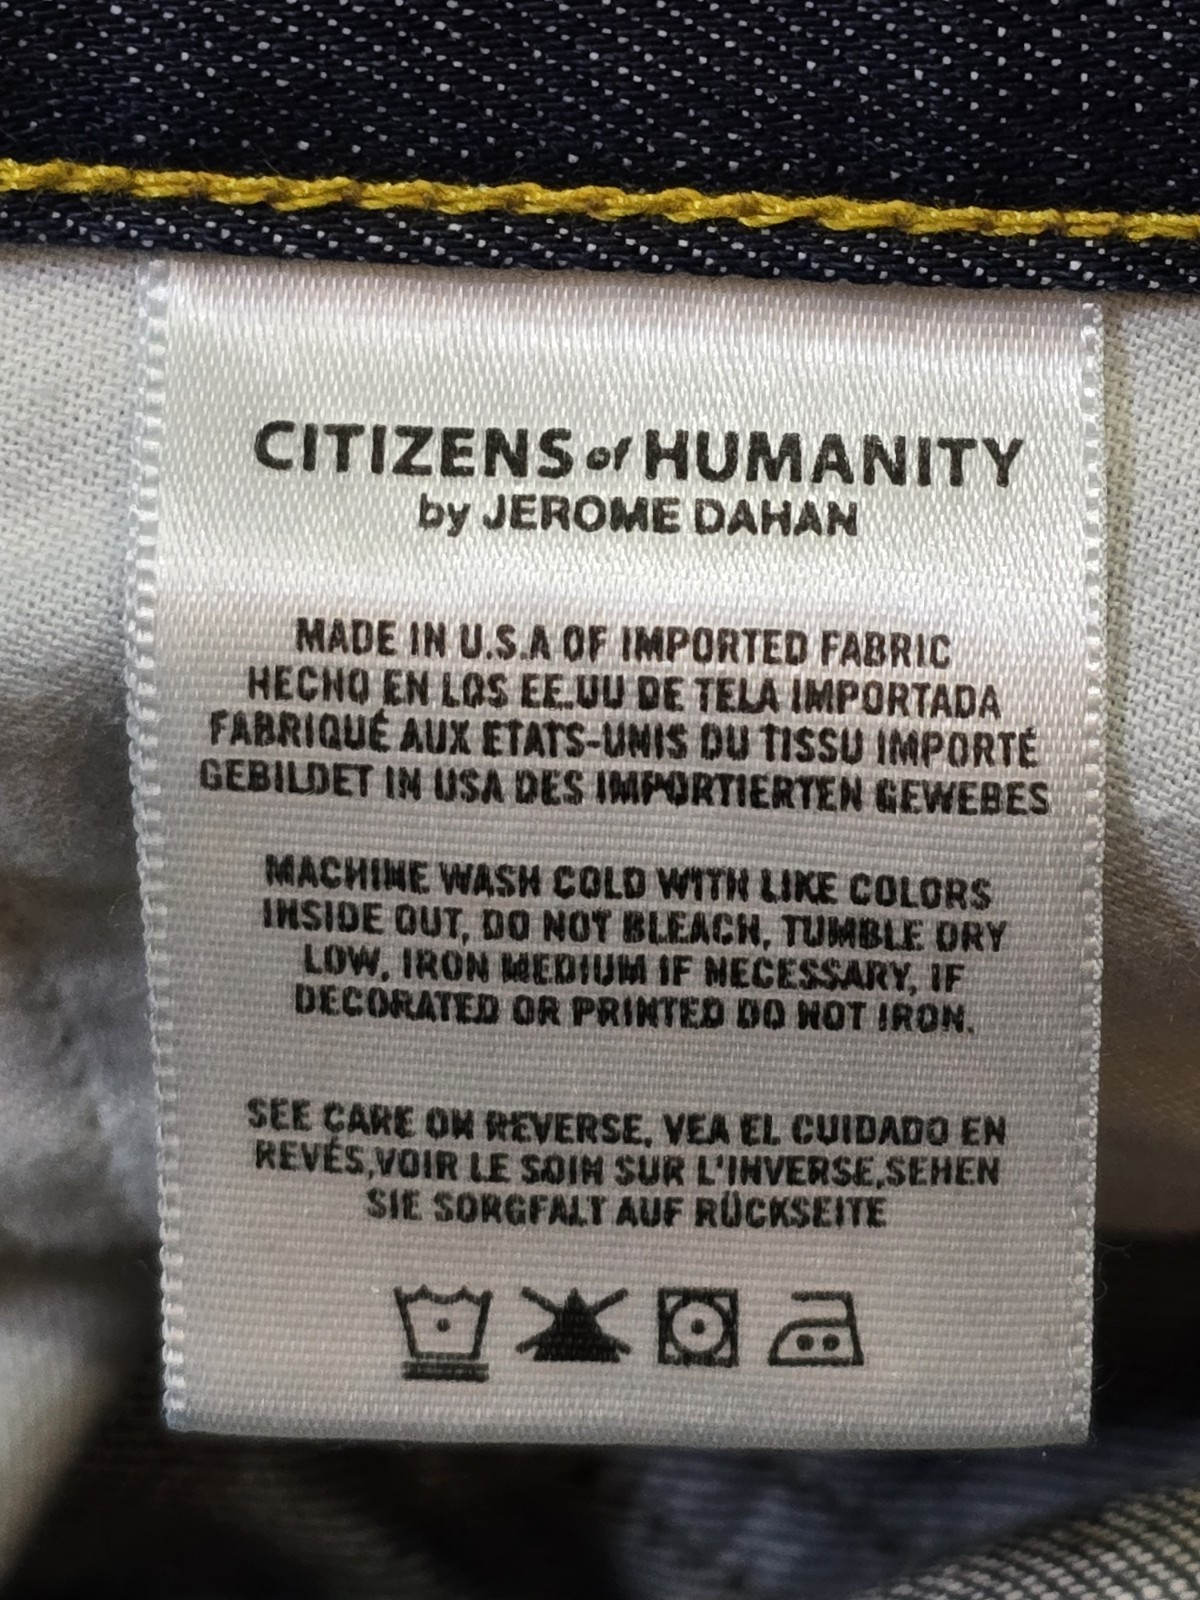 CITIZENS of HUMANITY
by JEROME DAHAN
MADE IN U.S.A OF IMPORTED FABRIC
HECHO EN LOS EE.UU DE TELA IMPORTADA
FABRIQUÉ AUX ETATS-UNIS DU TISSU IMPORTÉ
GEBILDET IN USA DES IMPORTIERTEN GEWEBES
MACHINE WASH COLD WITH LIKE COLORS
INSIDE OUT, DO NOT BLEACH, TUMBLE DRY
LOW, IRON MEDIUM IF NECESSARY, IF
DECORATED OR PRINTED DO NOT IRON.
SEE CARE ON REVERSE, VEA EL CUIDADO EN
REVÉS,VOIR LE SOIN SUR L'INVERSE,SEHEN
SIE SORGFALT AUF RÜCKSEITE